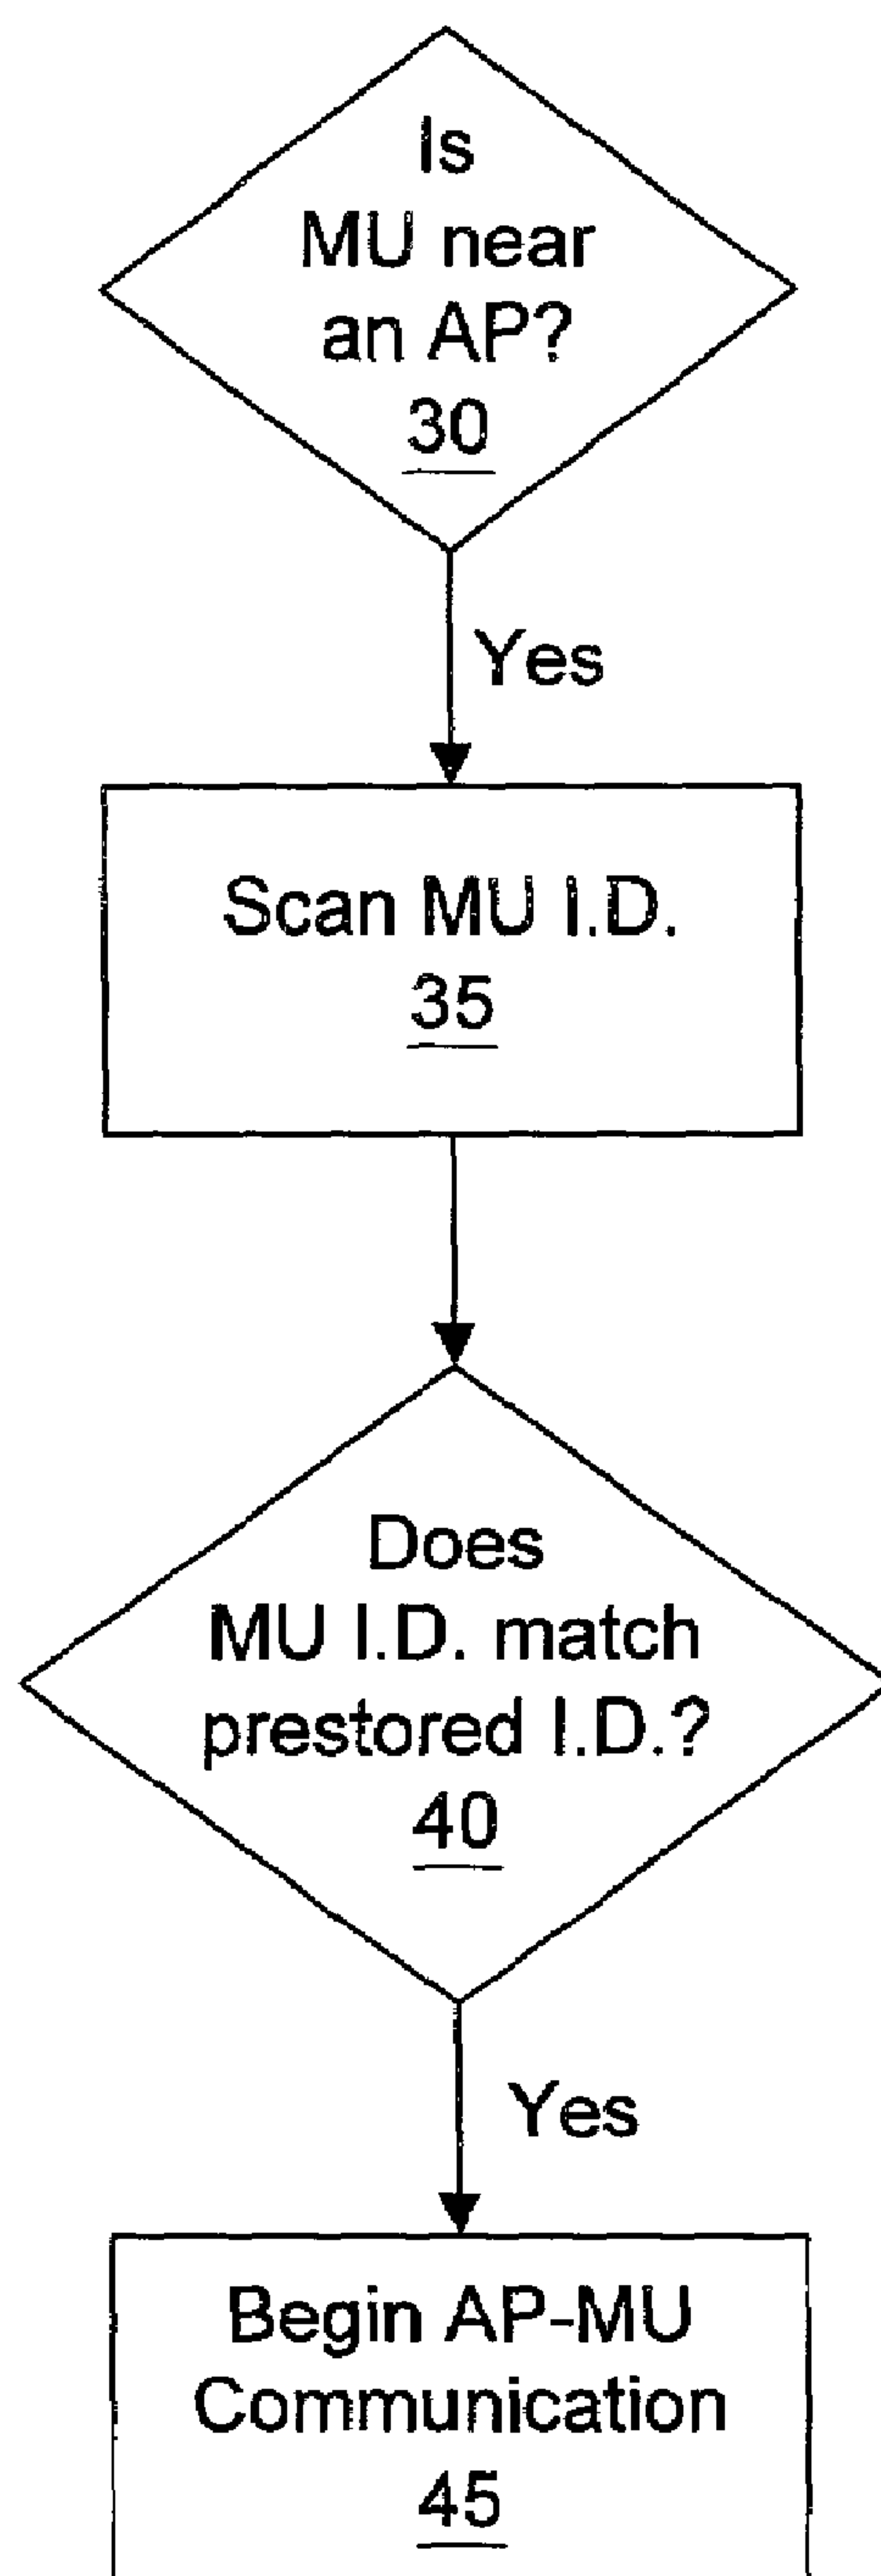 Is
MU near
an AP?
30
Yes
Scan MU I.D.
35
Does
MU I.D. match
prestored I.D.?
40
Yes
Begin AP-MU
Communication
45